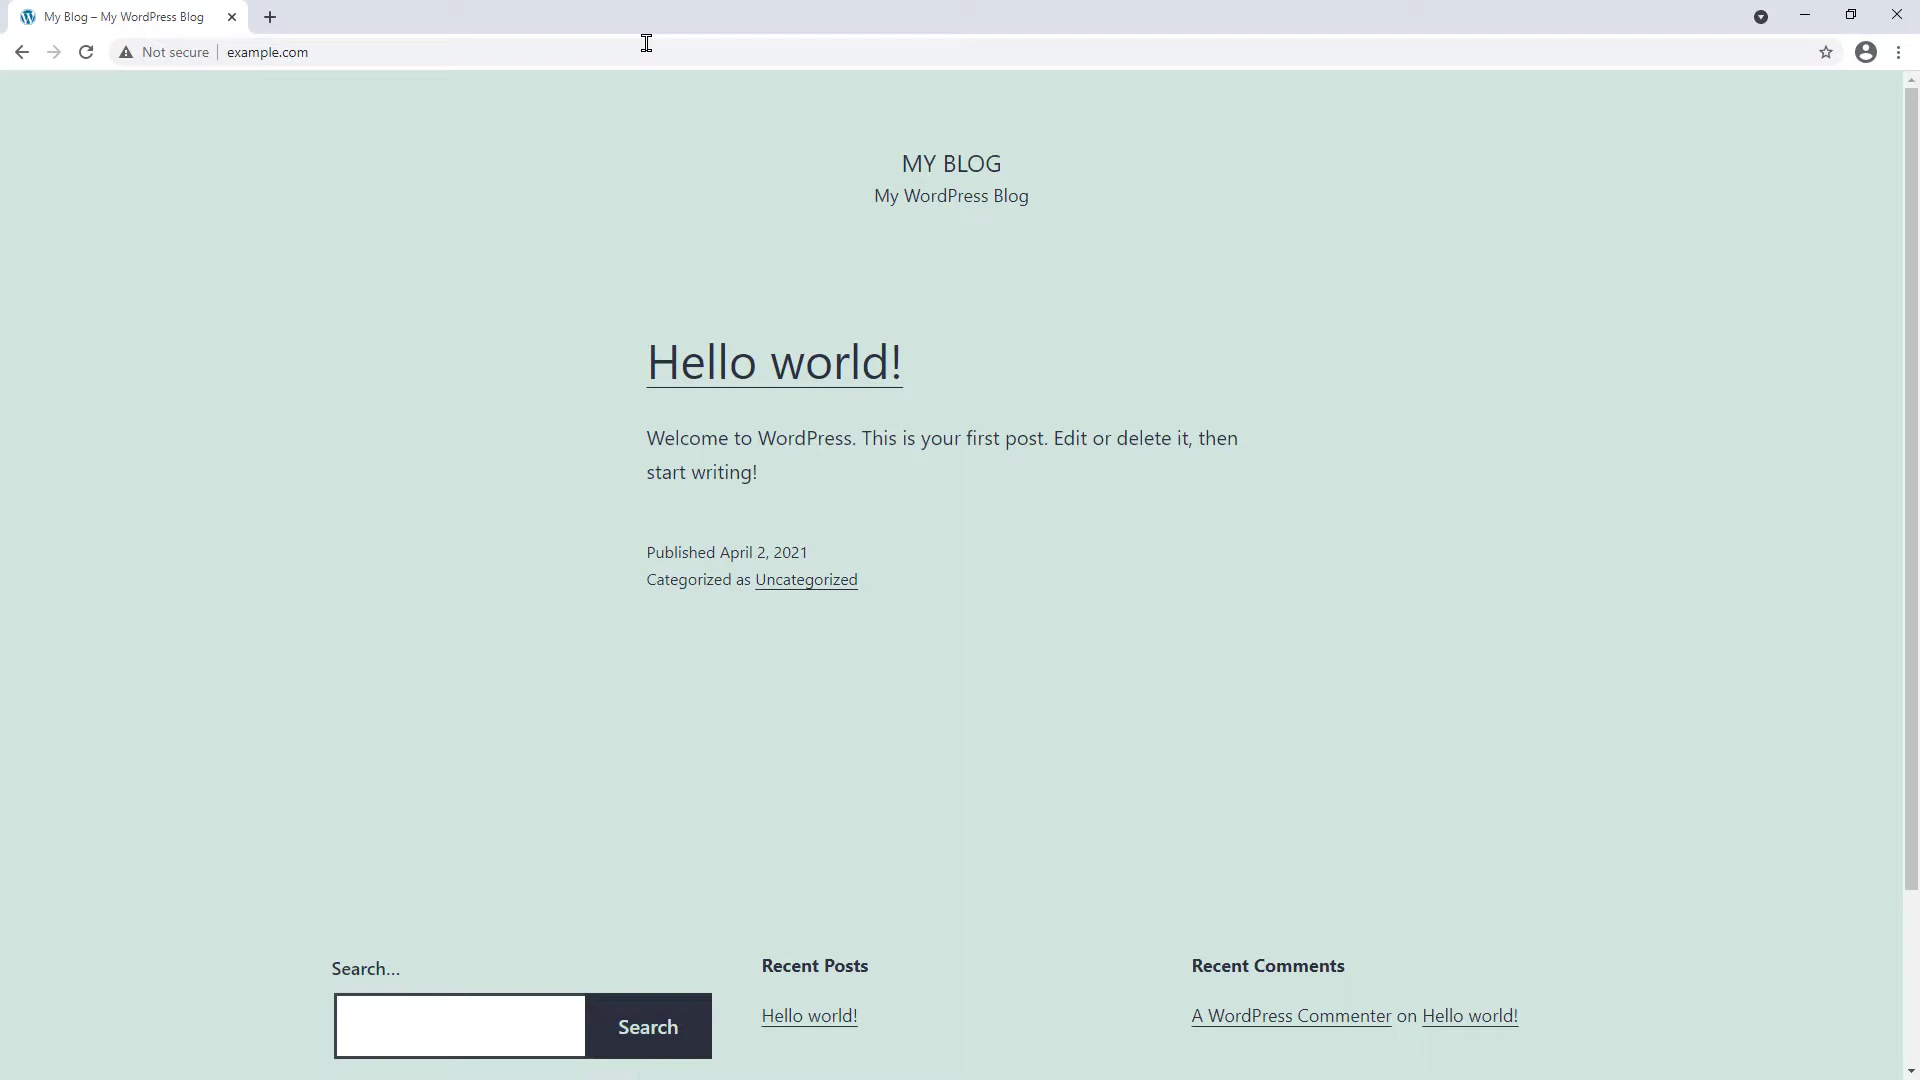 My Blog – My WordPress Blog
Not secure
example.com
MY BLOG
My WordPress Blog
Hello world!
Welcome to WordPress. This is your first post. Edit or delete it, then
start writing!
Published April 2, 2021
Categorized as Uncategorized
Search…
Search
Recent Posts
Hello world!
Recent Comments
A WordPress Commenter on Hello world!